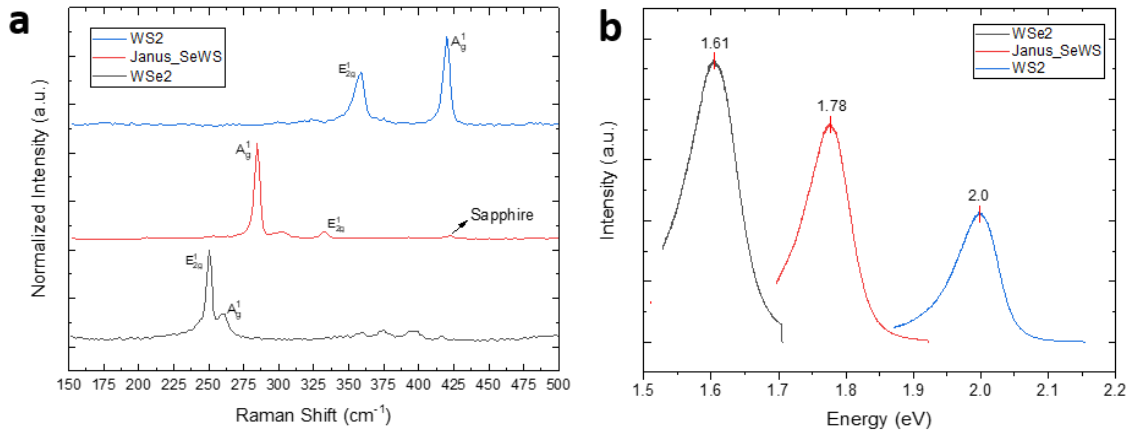 a
WS2
Janus_SeWS
WSe2
E¹₂g
A¹g
A¹g
E¹₂g
Sapphire
E¹₂g
A¹g
Normalized Intensity (a.u.)
150 175 200 225 250 275 300 325 350 375 400 425 450 475 500
Raman Shift (cm⁻¹)
b
1.61
1.78
2.0
WSe2
Janus_SeWS
WS2
Intensity (a.u.)
1.5 1.6 1.7 1.8 1.9 2.0 2.1 2.2
Energy (eV)